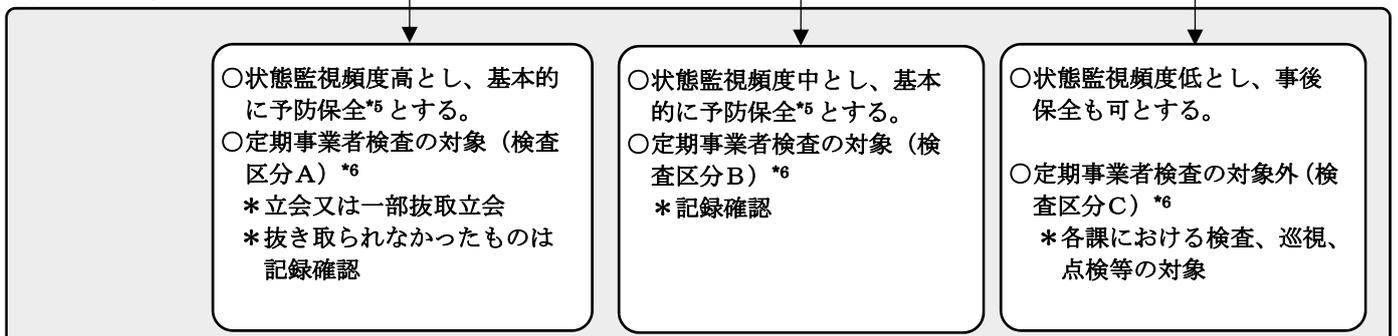 ○状態監視頻度高とし、基本的
に予防保全*5 とする。
○定期事業者検査の対象（検査
区分Ａ）*6
＊立会又は一部抜取立会
＊抜き取られなかったものは
記録確認
○状態監視頻度中とし、基本
的に予防保全*5 とする。
○定期事業者検査の対象（検
査区分Ｂ）*6
＊記録確認
○状態監視頻度低とし、事後
保全も可とする。
○定期事業者検査の対象外（検
査区分Ｃ）*6
＊各課における検査、巡視、
点検等の対象